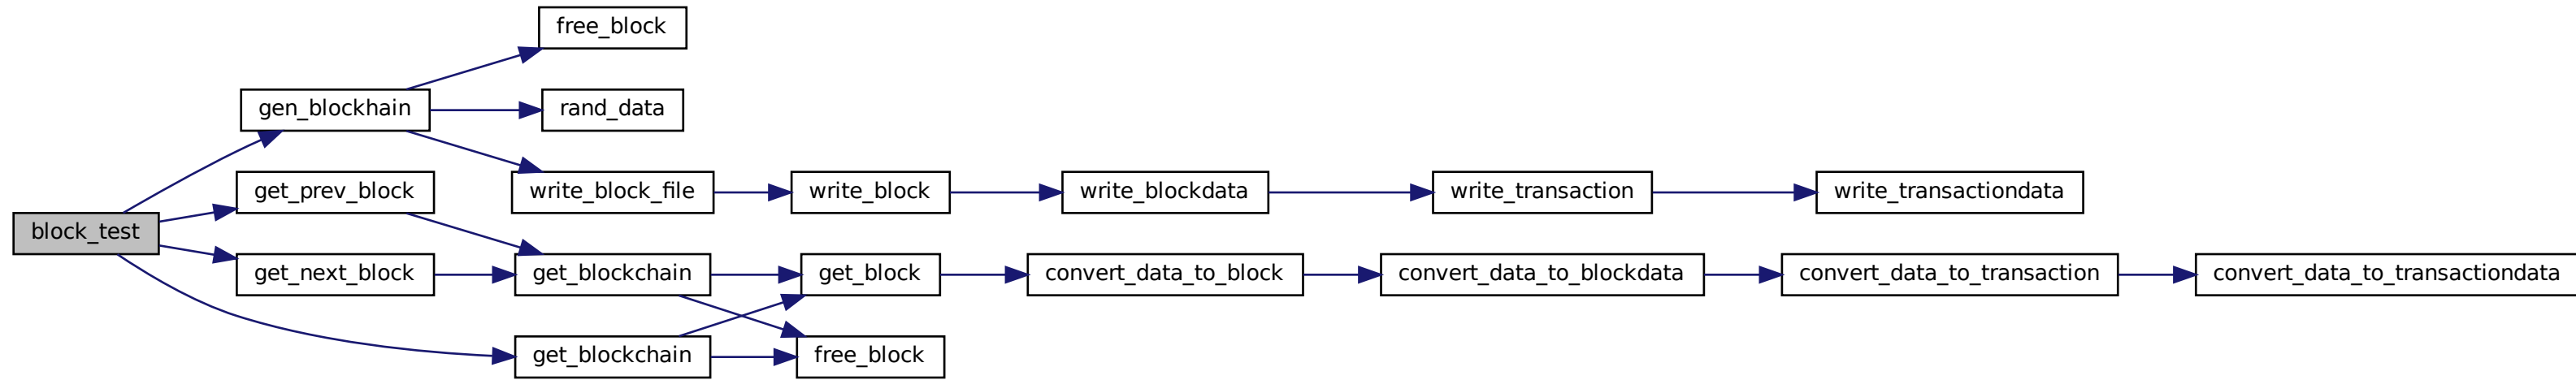 free_block
gen_blockhain
rand_data
get_prev_block
write_block_file
write_block
write_blockdata
write_transaction
write_transactiondata
block_test
get_next_block
get_blockchain
get_block
convert_data_to_block
convert_data_to_blockdata
convert_data_to_transaction
convert_data_to_transactiondata
get_blockchain
free_block